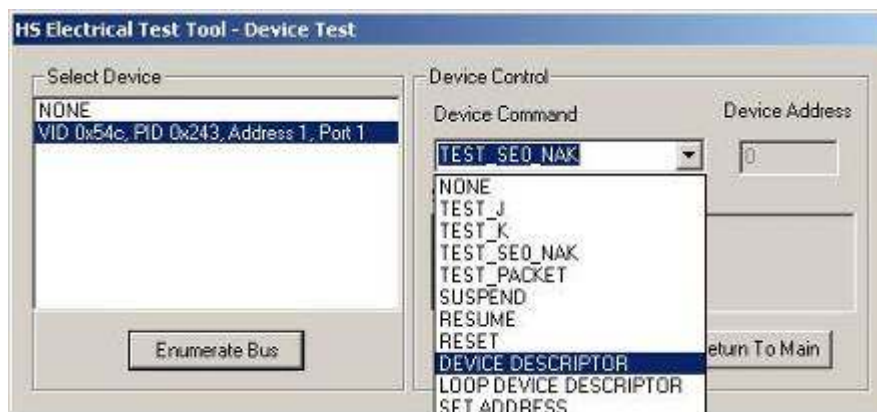 HS Electrical Test Tool - Device Test
Select Device
NONE
VID 0x54c, PID 0x243, Address 1, Port 1
Enumerate Bus
Device Control
Device Command
Device Address
TEST_SE0_NAK
0
NONE
TEST_J
TEST_K
TEST_SE0_NAK
TEST_PACKET
SUSPEND
RESUME
RESET
DEVICE DESCRIPTOR
LOOP DEVICE DESCRIPTOR
SET ADDRESS
eturn To Main